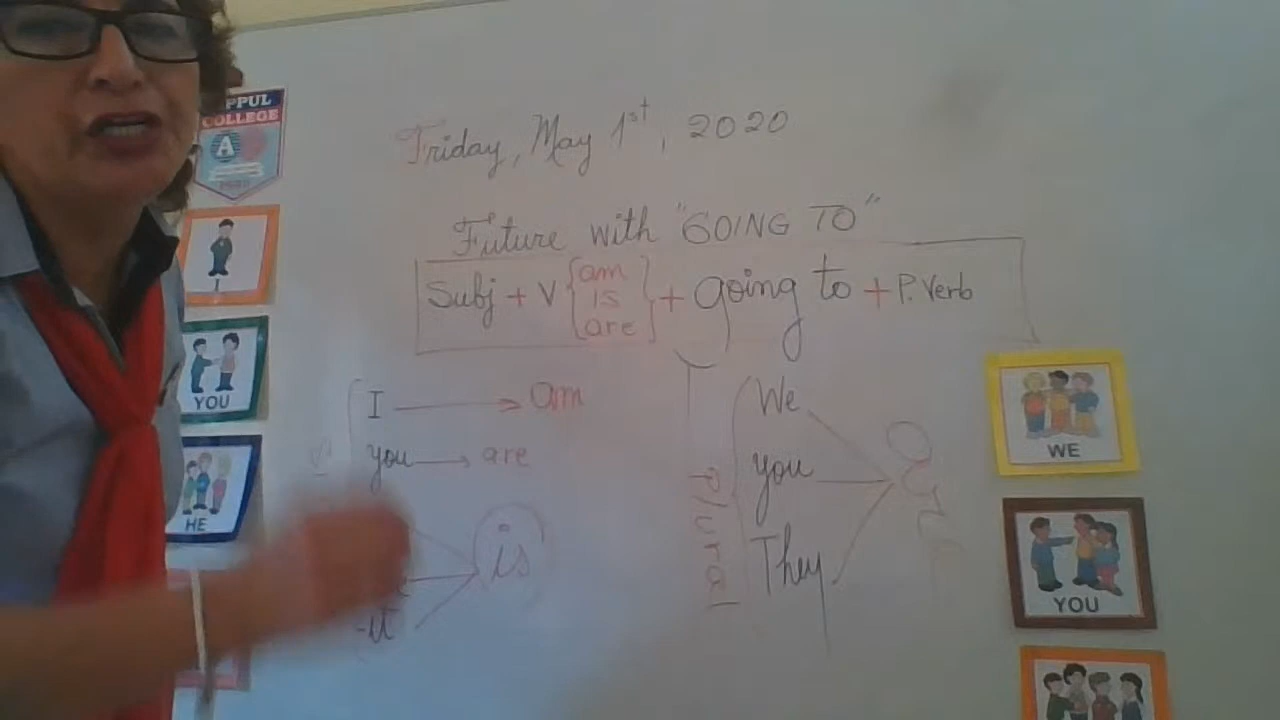 PPUL
COLLEGE
A
2020
Friday, May 1st, 2020
Future with "GOING TO"
Subj + V { am is are } + going to + P. Verb
I
YOU
HE
I → am
you → are
it
is
Plural
We
you
They
Are
WE
YOU